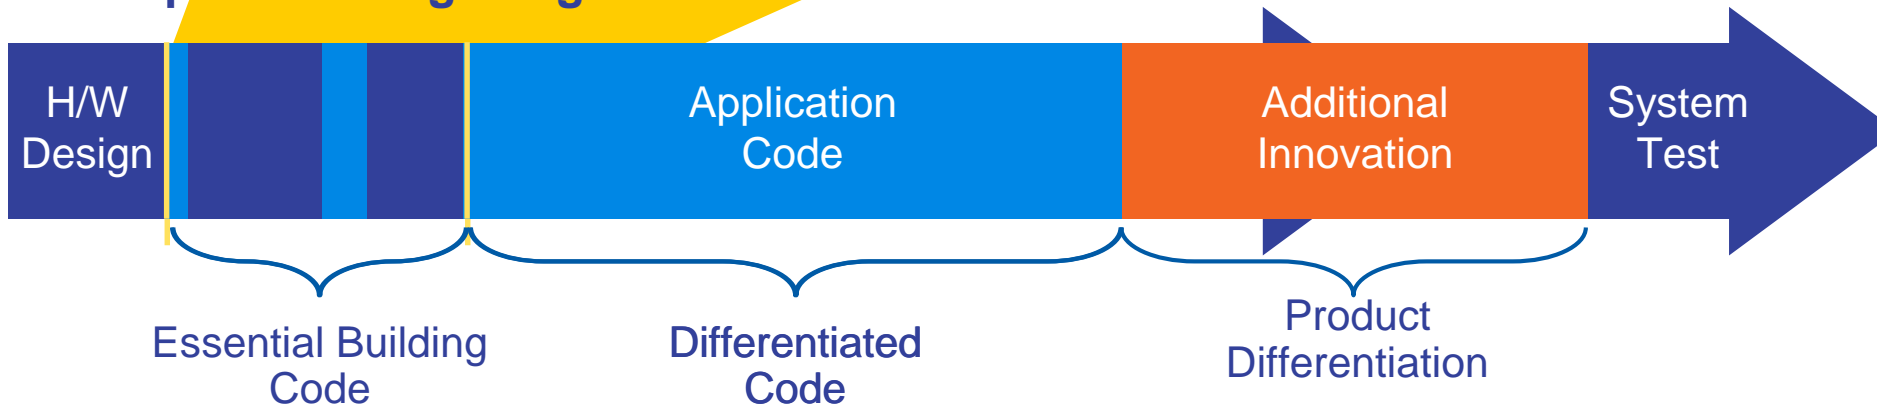 H/W
Design
Application
Code
Additional
Innovation
System
Test
Essential Building
Code
Differentiated
Code
Product
Differentiation